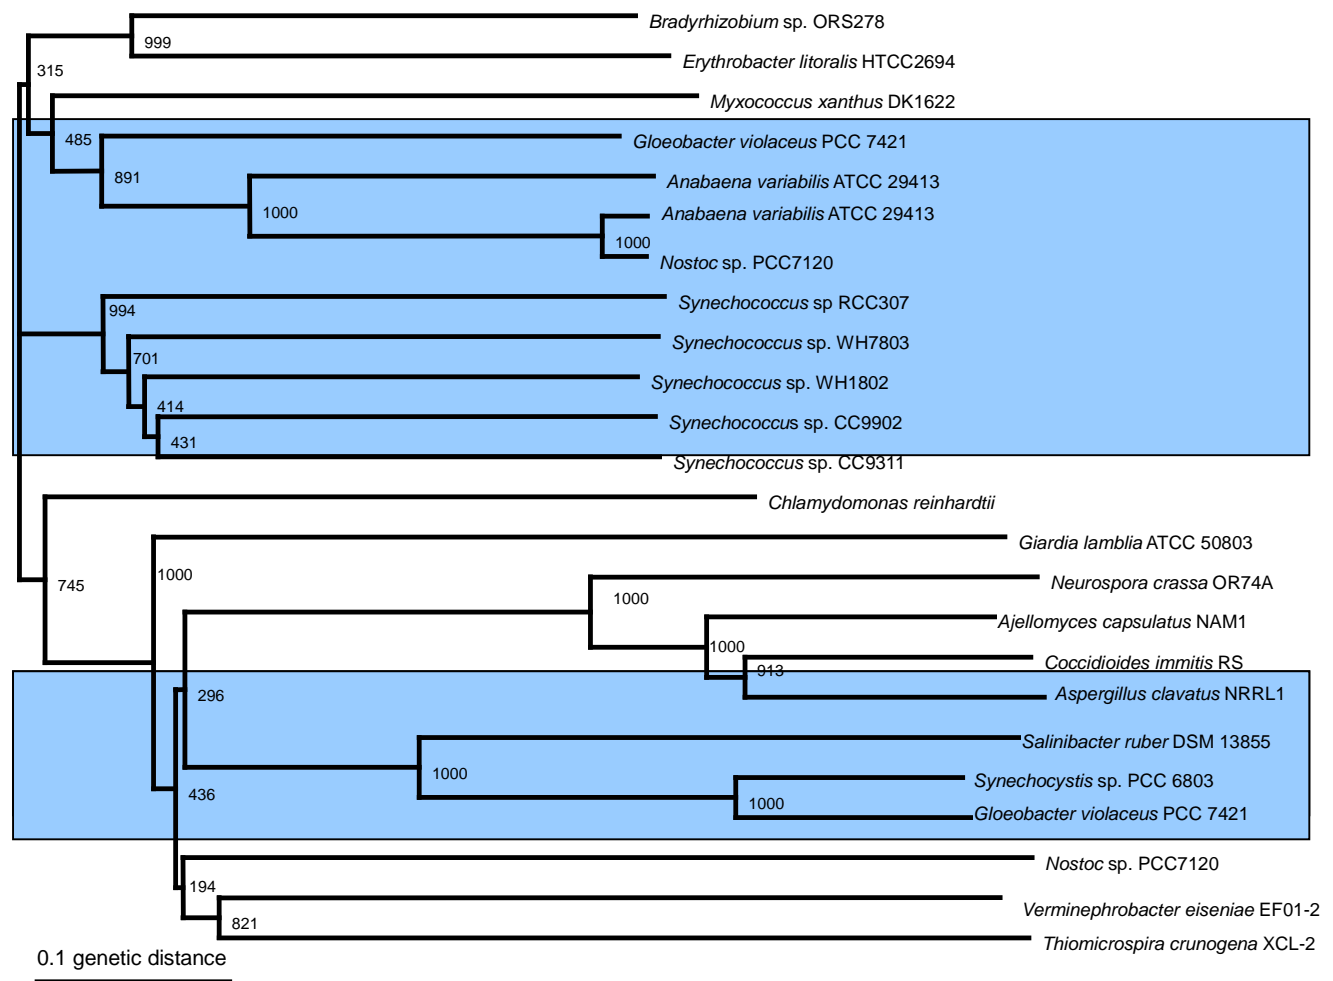 Bradyrhizobium sp. ORS278
999
Erythrobacter litoralis HTCC2694
315
Myxococcus xanthus DK1622
485
Gloeobacter violaceus PCC 7421
891
Anabaena variabilis ATCC 29413
1000
Anabaena variabilis ATCC 29413
1000
Nostoc sp. PCC7120
994
Synechococcus sp RCC307
701
Synechococcus sp. WH7803
Synechococcus sp. WH1802
414
Synechococcus sp. CC9902
431
Synechococcus sp. CC9311
Chlamydomonas reinhardtii
Giardia lamblia ATCC 50803
745
1000
Neurospora crassa OR74A
1000
Ajellomyces capsulatus NAM1
1000
Coccidioides immitis RS
913
296
Aspergillus clavatus NRRL1
Salinibacter ruber DSM 13855
1000
Synechocystis sp. PCC 6803
436
1000
Gloeobacter violaceus PCC 7421
Nostoc sp. PCC7120
194
Verminephrobacter eiseniae EF01-2
821
Thiomicrospira crunogena XCL-2
0.1 genetic distance